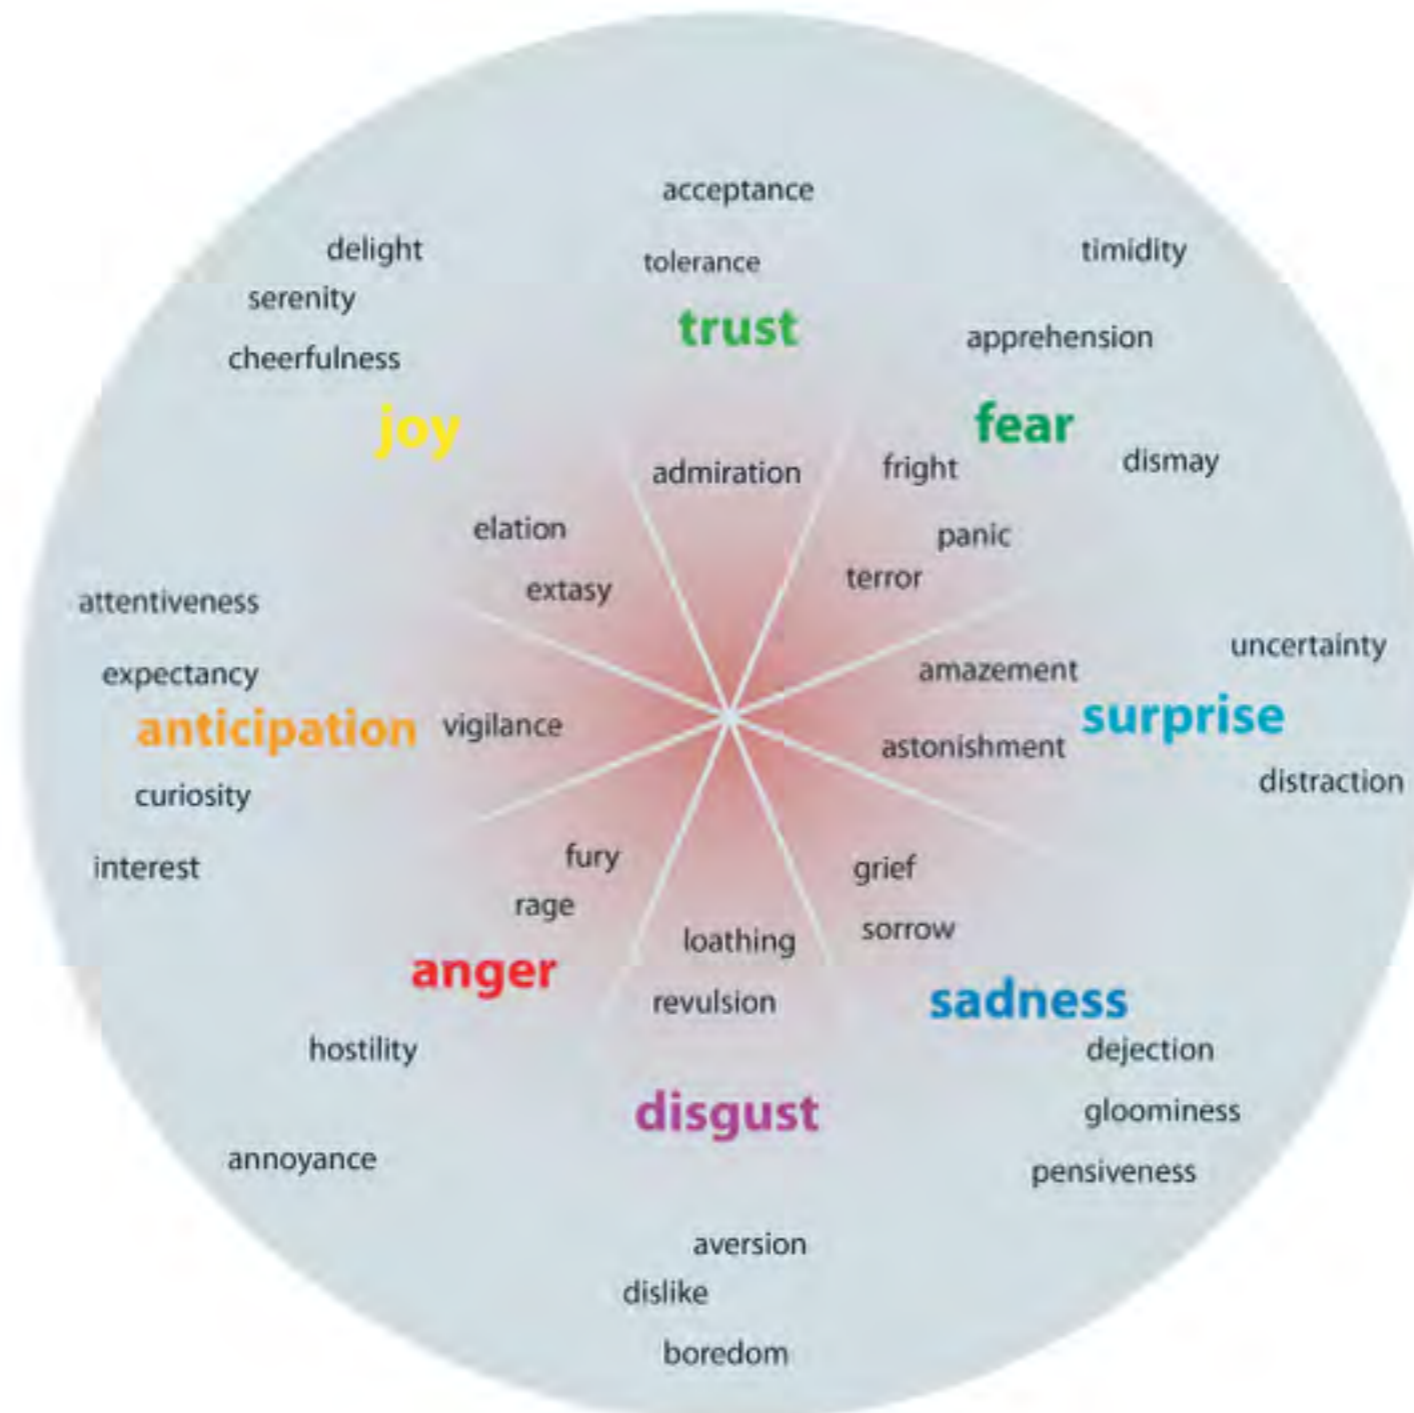 acceptance
delight
timidity
tolerance
serenity
trust
apprehension
cheerfulness
joy
fear
dismay
fright
admiration
elation
panic
terror
extasy
attentiveness
uncertainty
amazement
expectancy
surprise
anticipation
vigilance
astonishment
distraction
curiosity
fury
interest
grief
rage
sorrow
loathing
anger
sadness
revulsion
hostility
dejection
disgust
gloominess
annoyance
pensiveness
aversion
dislike
boredom